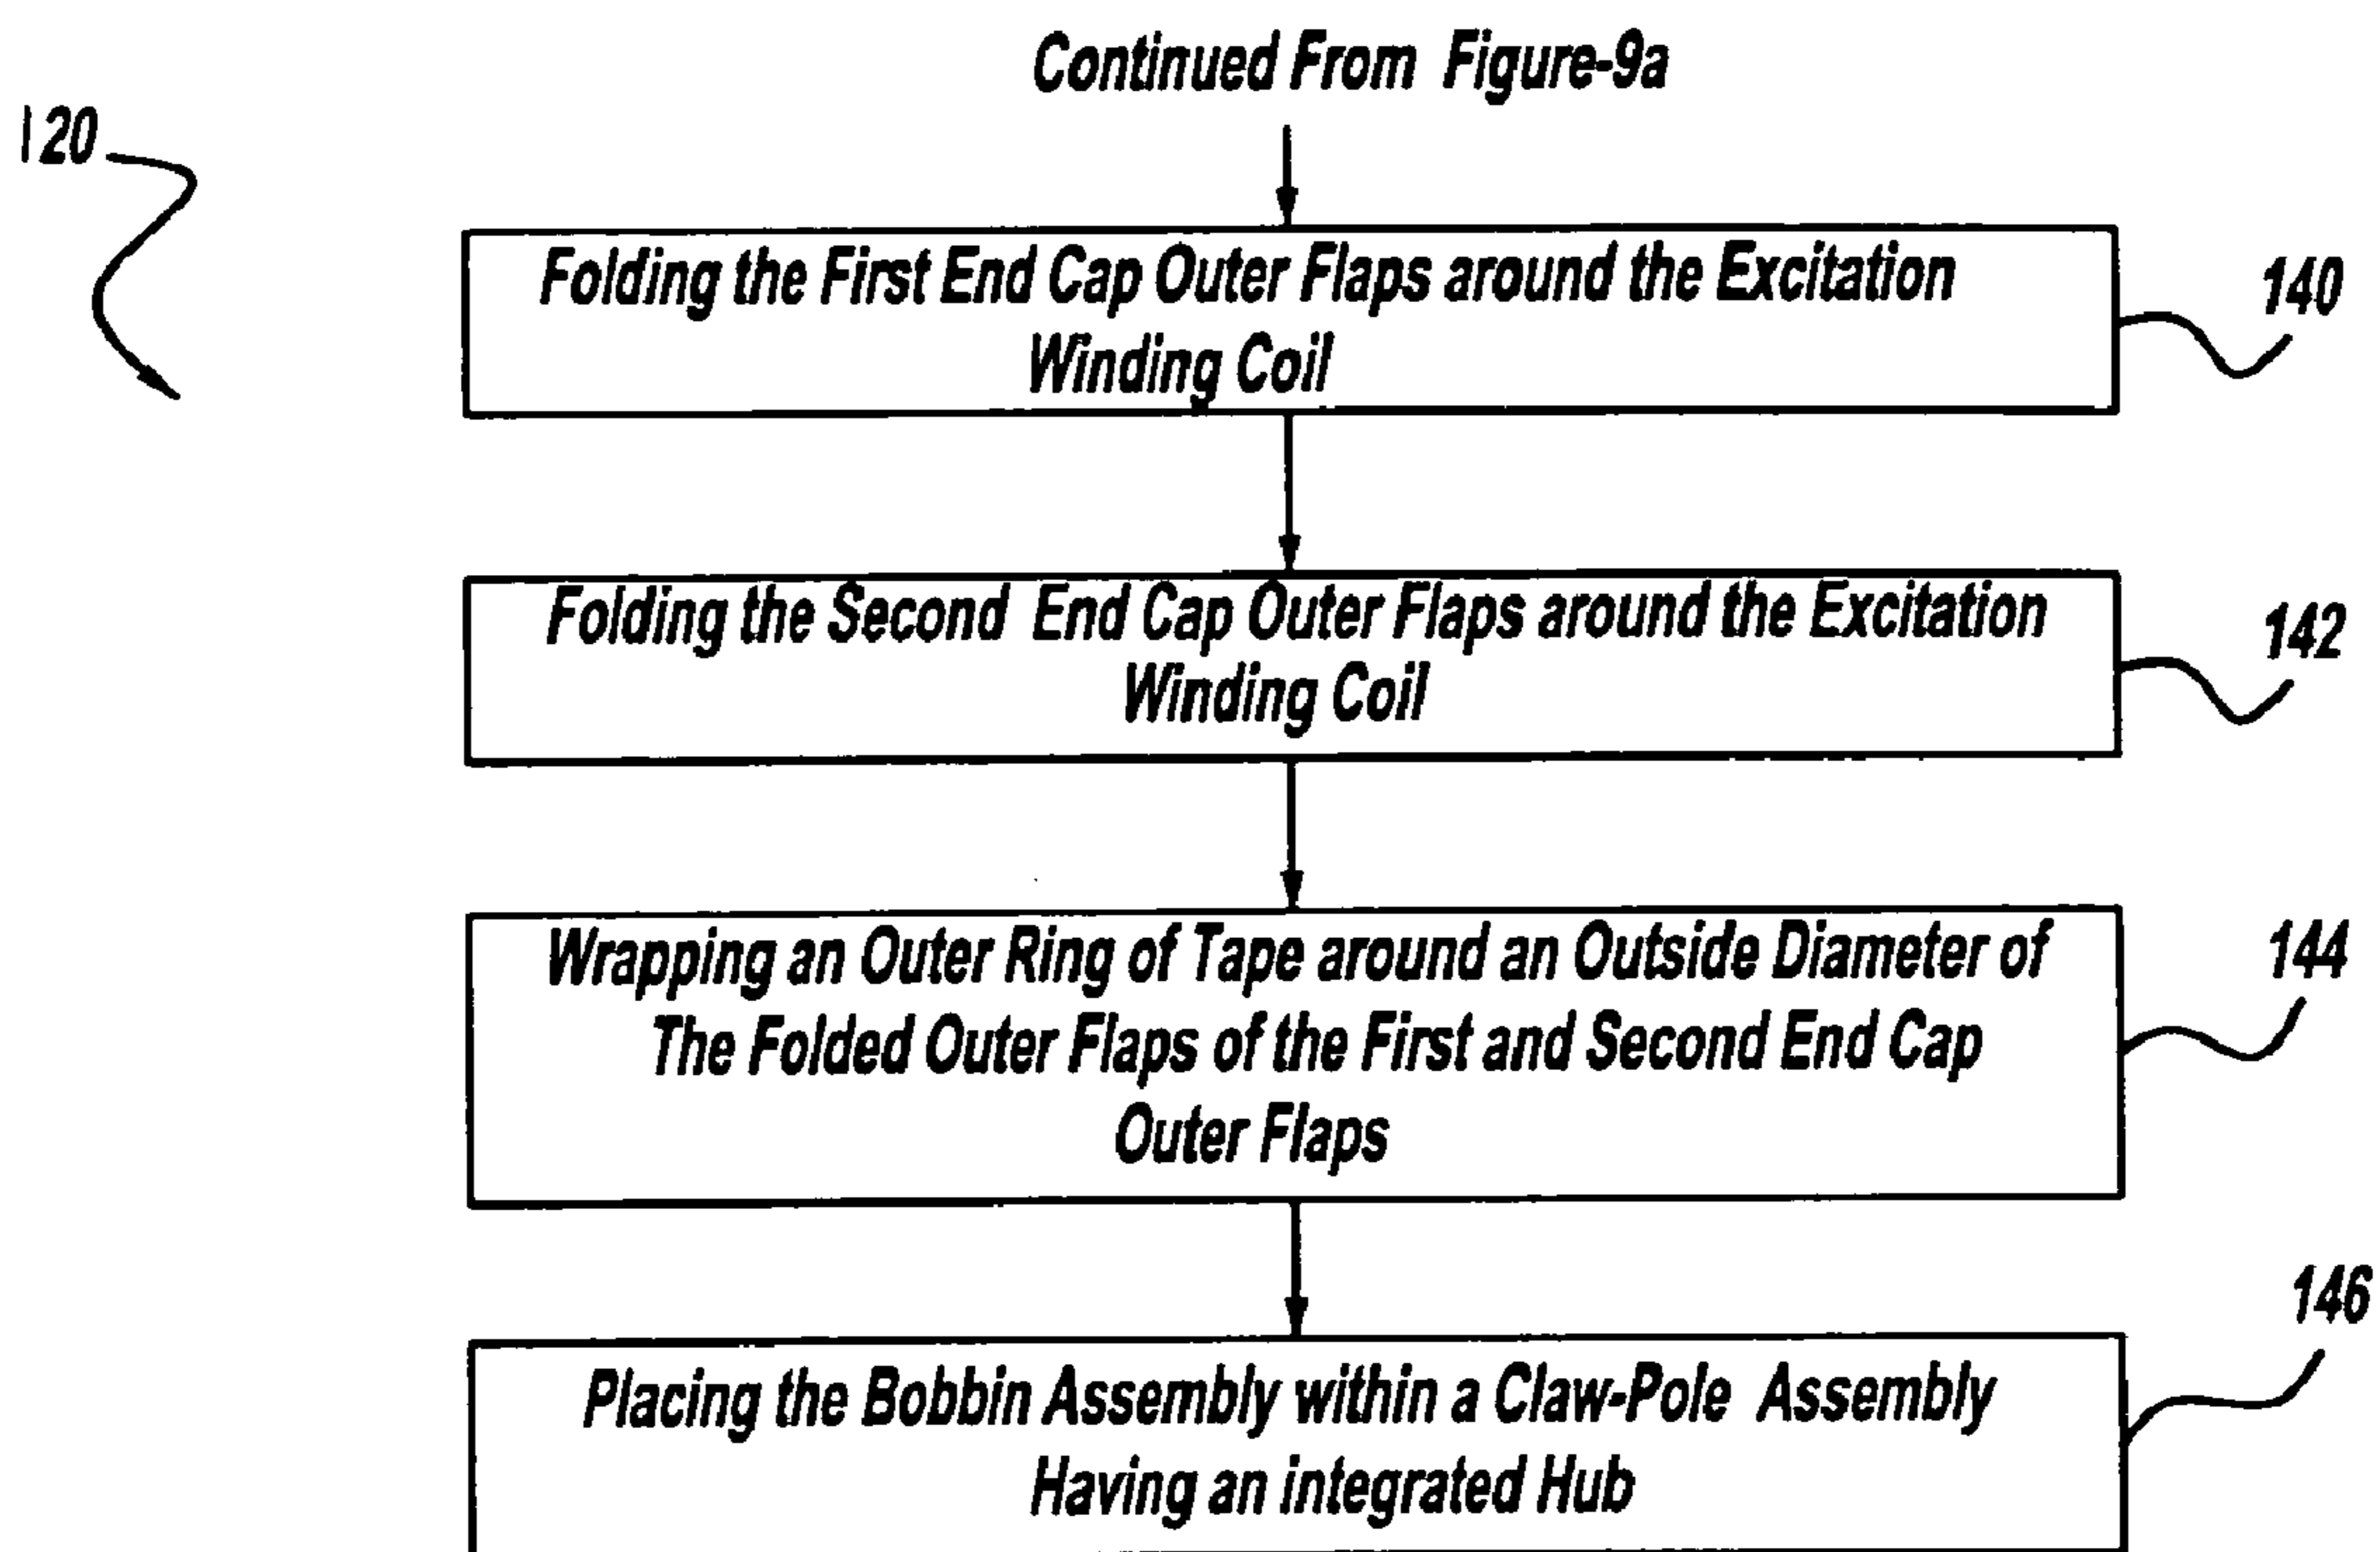 Continued From Figure-9a
120
Folding the First End Cap Outer Flaps around the Excitation
Winding Coil
140
Folding the Second End Cap Outer Flaps around the Excitation
Winding Coil
142
Wrapping an Outer Ring of Tape around an Outside Diameter of
The Folded Outer Flaps of the First and Second End Cap
Outer Flaps
144
Placing the Bobbin Assembly within a Claw-Pole Assembly
Having an integrated Hub
146